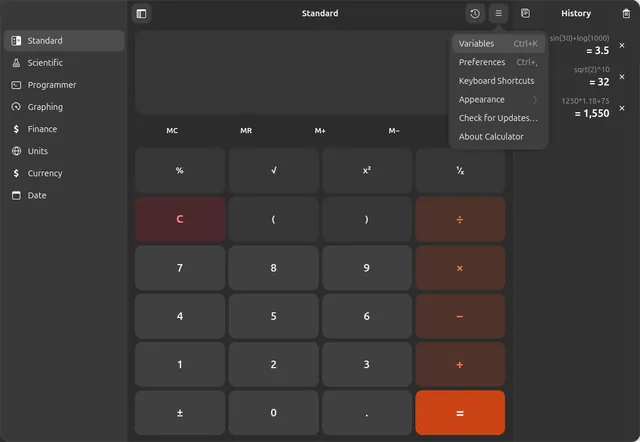 Standard
History
Standard
Scientific
Programmer
Graphing
Finance
Units
Currency
Date
Variables Ctrl+K
Preferences Ctrl+,
Keyboard Shortcuts
Appearance
Check for Updates...
About Calculator
sin(30)+log(1000)
= 3.5
sqrt(2)^10
= 32
1250*1.18+75
= 1,550
MC MR M+ M−
% √ x² ⅟x
C ( ) ÷
7 8 9 ×
4 5 6 −
1 2 3 +
± 0 . =